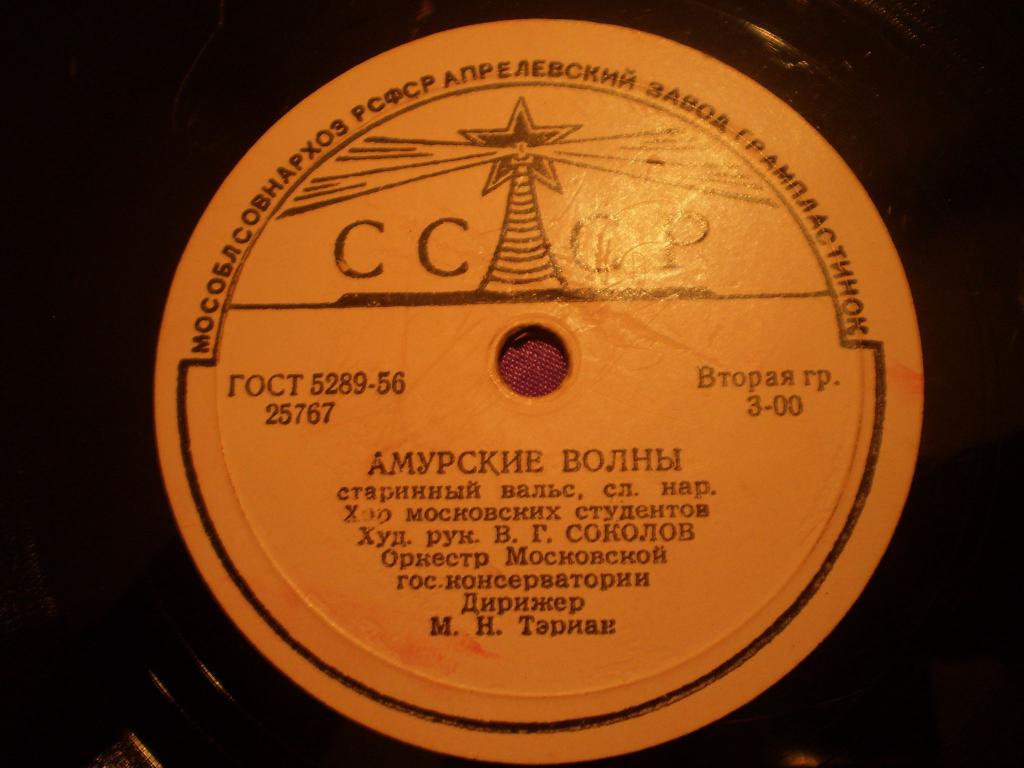 МОСОБЛСОВНАРХОЗ РСФСР АПРЕЛЕВСКИЙ ЗАВОД ГРАМПЛАСТИНОК
СССР
ГОСТ 5289-56
25767
Вторая гр.
3-00
АМУРСКИЕ ВОЛНЫ
старинный вальс, сл. нар.
Хор московских студентов
Худ. рук. В. Г. СОКОЛОВ
Оркестр Московской
гос.консерватории
Дирижер
М. Н. Тэриан